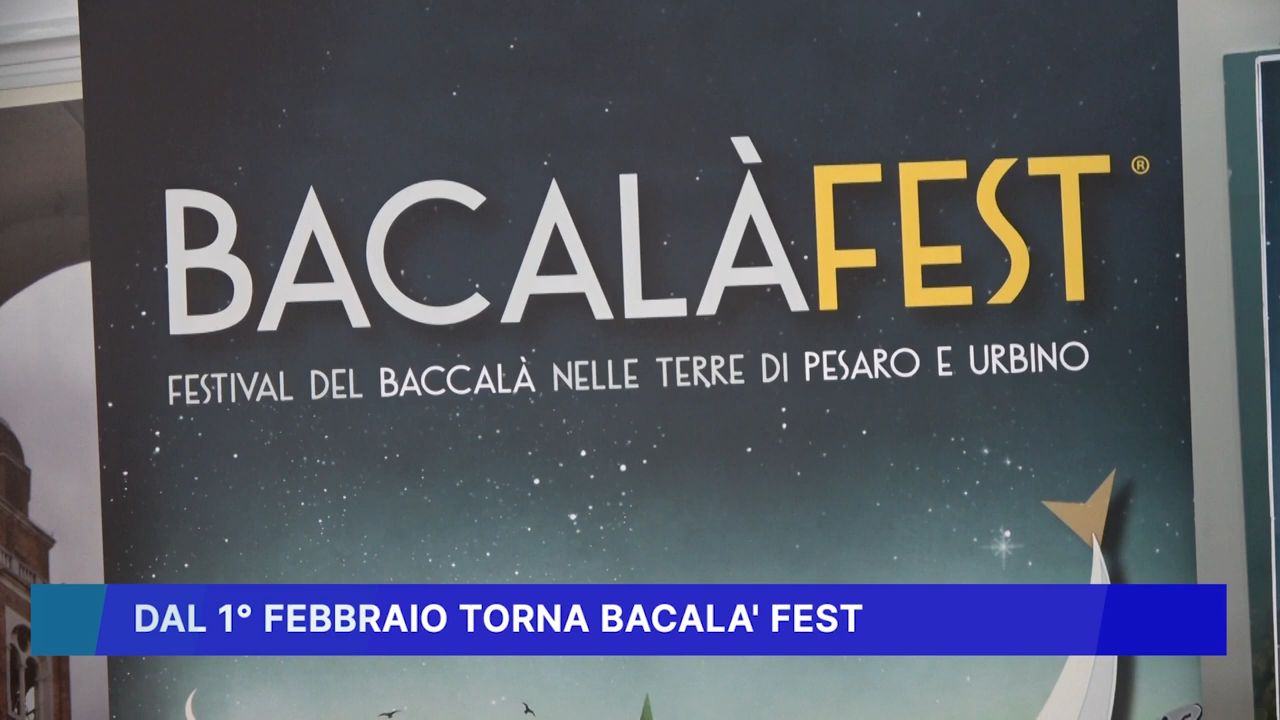 BACALÀFEST®
FESTIVAL DEL BACCALÀ NELLE TERRE DI PESARO E URBINO
DAL 1° FEBBRAIO TORNA BACALA' FEST